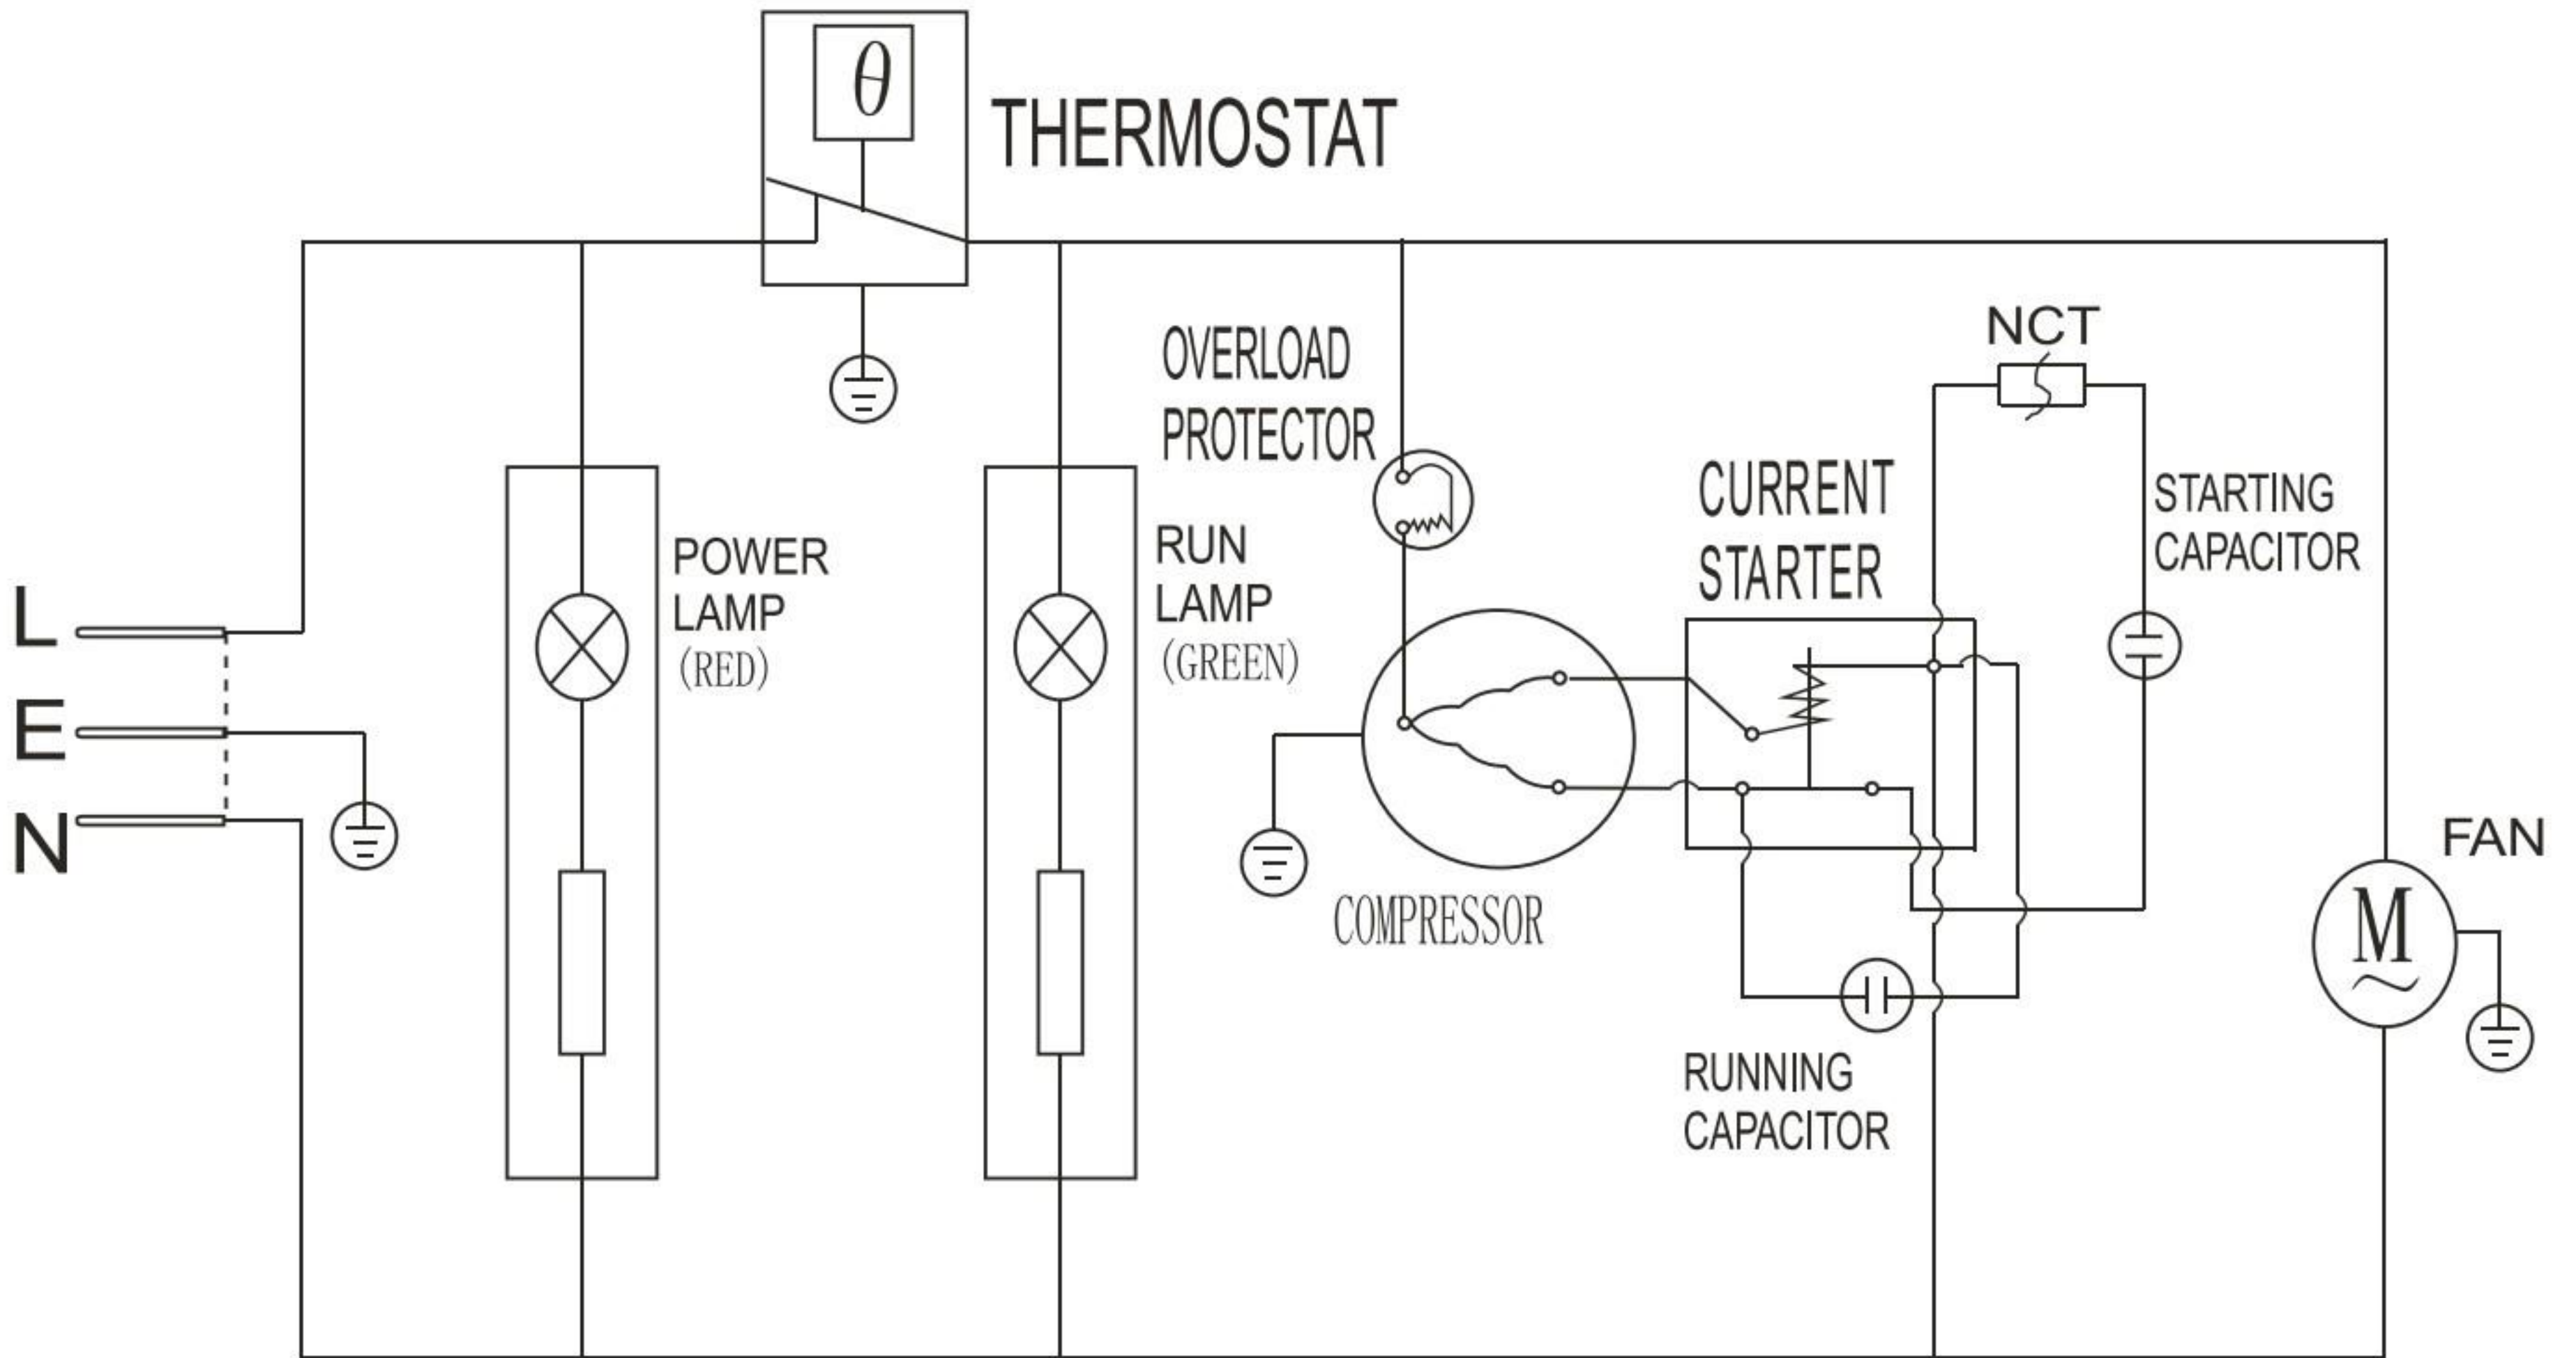 θ
THERMOSTAT
NCT
OVERLOAD
PROTECTOR
CURRENT
STARTER
STARTING
CAPACITOR
POWER
LAMP
(RED)
RUN
LAMP
(GREEN)
L
E
N
FAN
M
~
COMPRESSOR
RUNNING
CAPACITOR